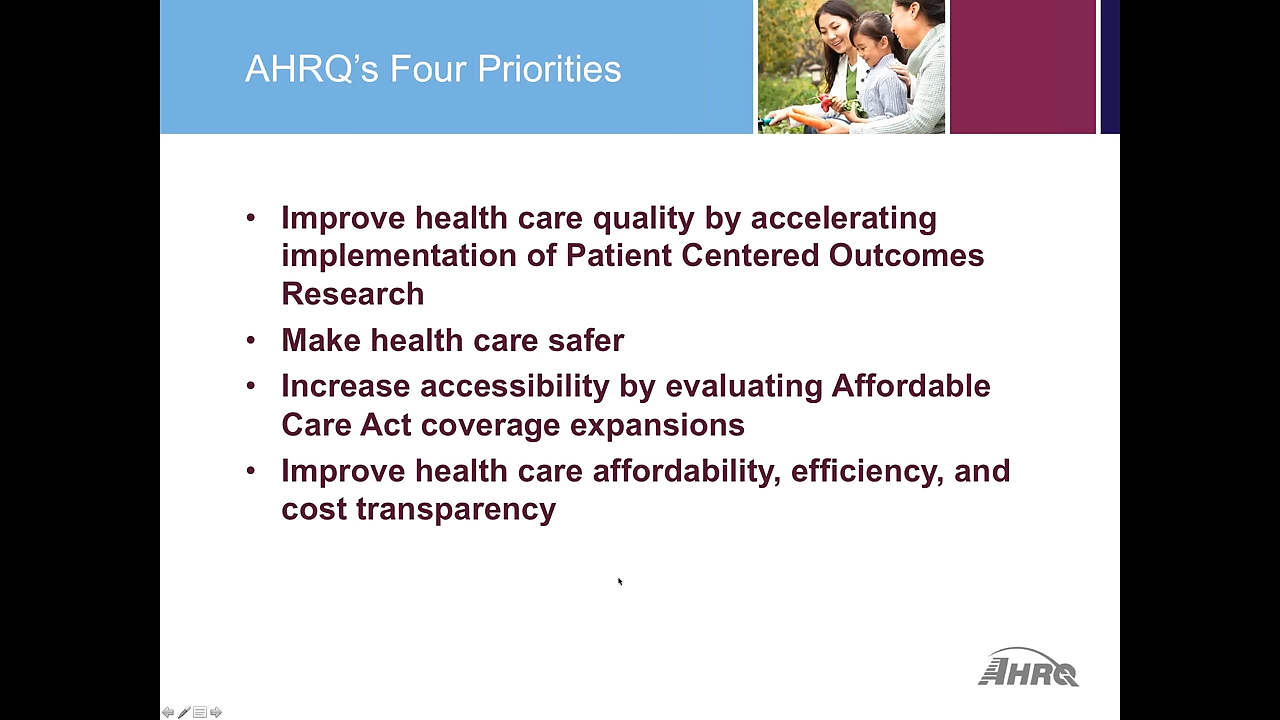 AHRQ’s Four Priorities
• Improve health care quality by accelerating
implementation of Patient Centered Outcomes
Research
• Make health care safer
• Increase accessibility by evaluating Affordable
Care Act coverage expansions
• Improve health care affordability, efficiency, and
cost transparency
AHRQ